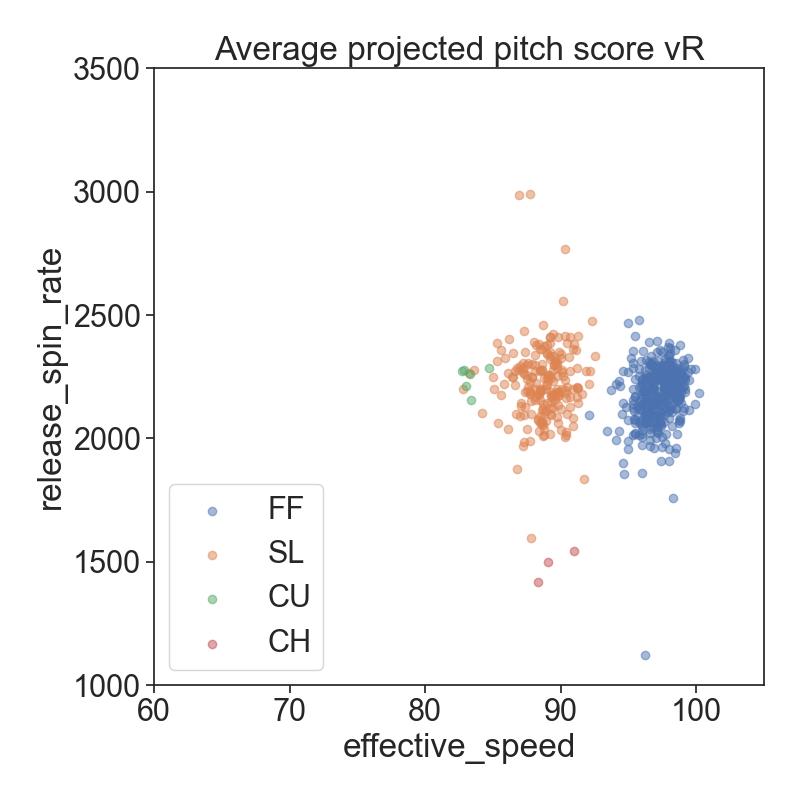 Average projected pitch score vR
3500
3000
2500
2000
1500
1000
release_spin_rate
FF
SL
CU
CH
60 70 80 90 100
effective_speed